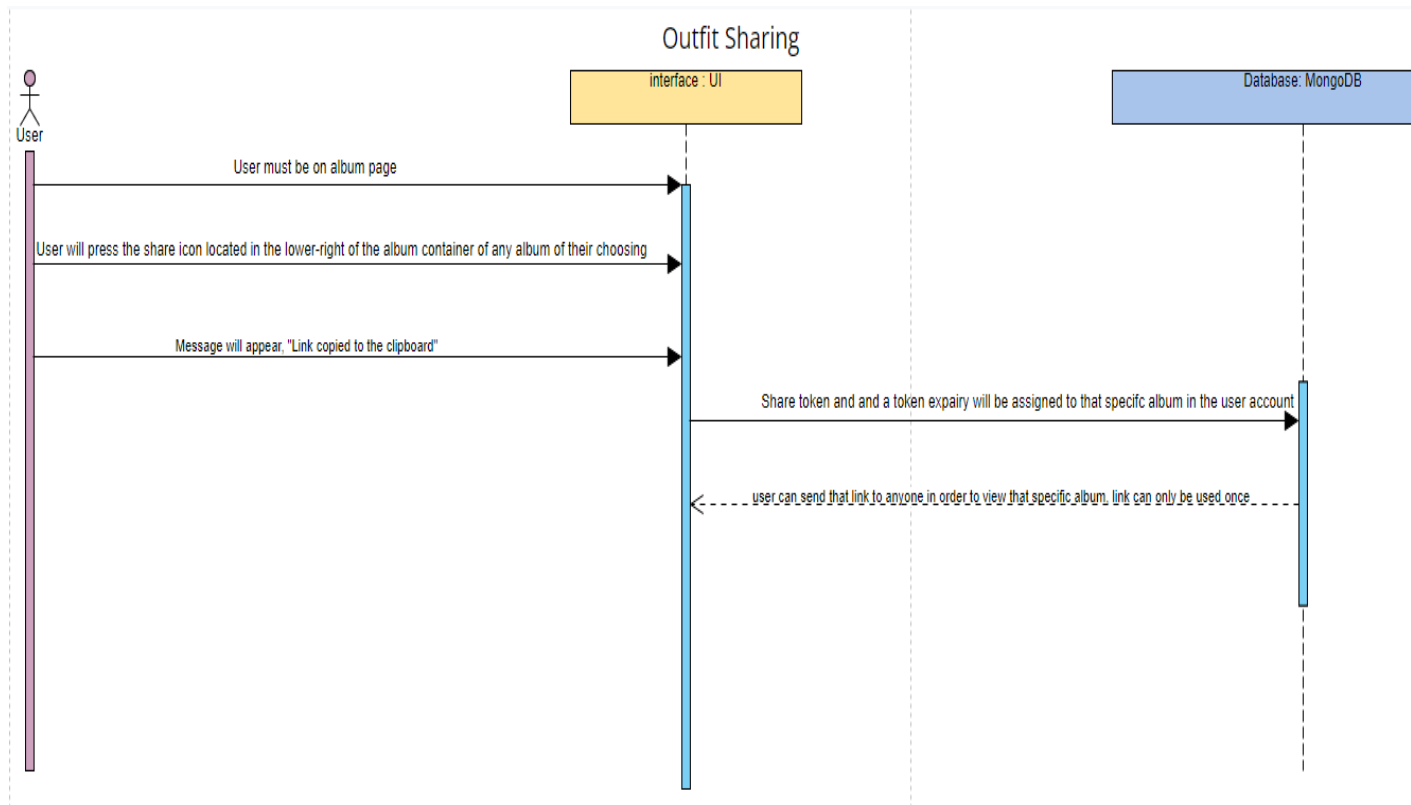 Outfit Sharing
interface : UI
Database: MongoDB
User
User must be on album page
User will press the share icon located in the lower-right of the album container of any album of their choosing
Message will appear, "Link copied to the clipboard"
Share token and and a token expairy will be assigned to that specifc album in the user account
user can send that link to anyone in order to view that specific album, link can only be used once